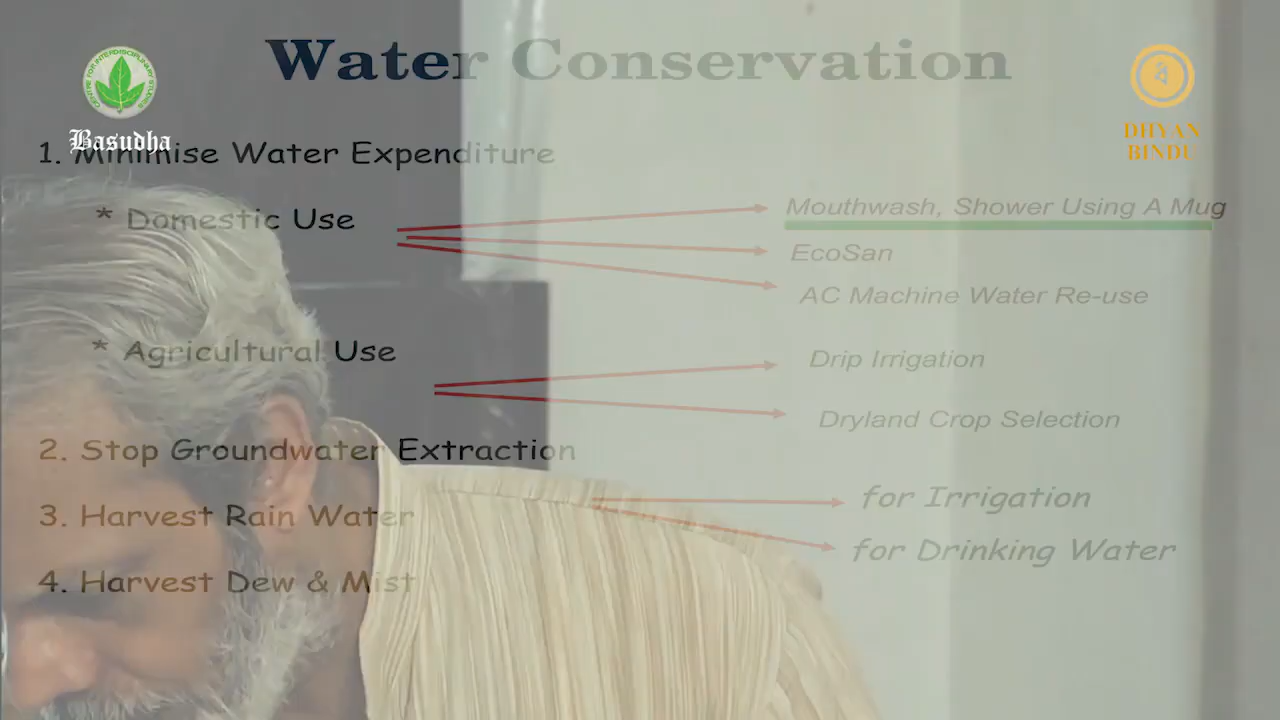 Water Conservation
Basudha
DHYAN
BINDU
1. Minimise Water Expenditure
* Domestic Use
Mouthwash, Shower Using A Mug
EcoSan
AC Machine Water Re-use
* Agricultural Use
Drip Irrigation
Dryland Crop Selection
2. Stop Groundwater Extraction
3. Harvest Rain Water
for Irrigation
for Drinking Water
4. Harvest Dew & Mist